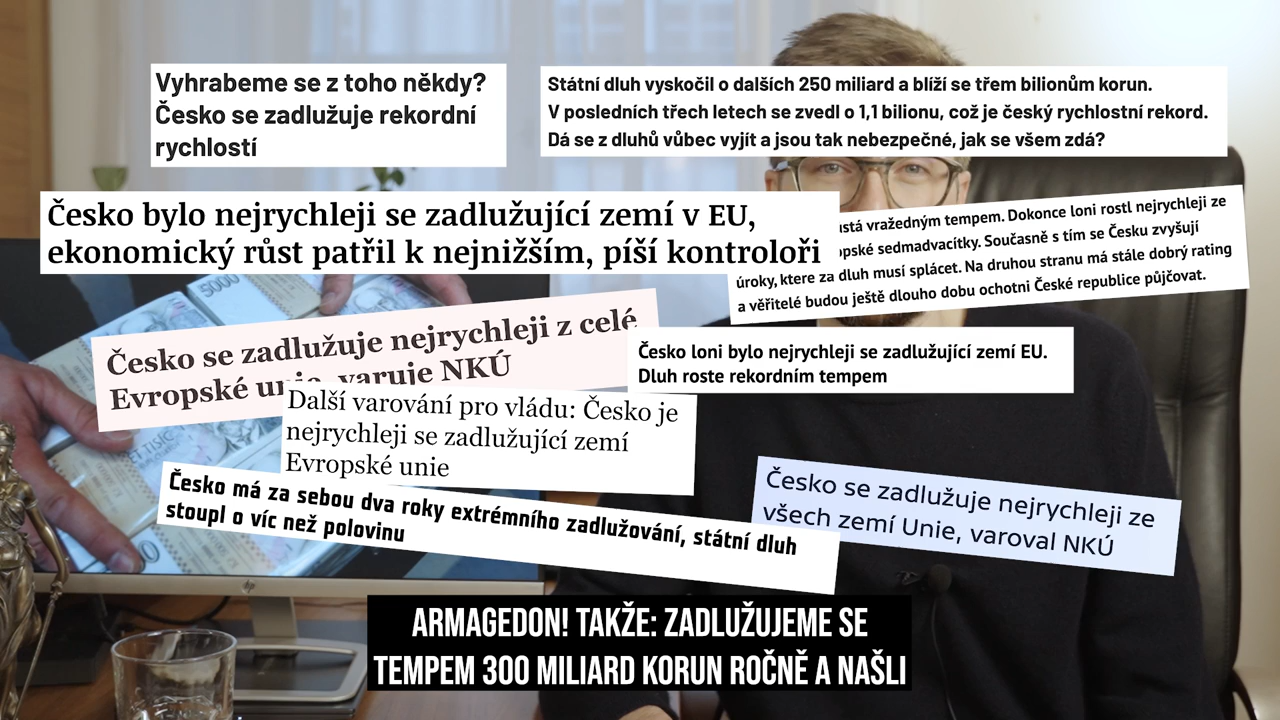 Vyhrabeme se z toho někdy?
Česko se zadlužuje rekordní
rychlostí
Státní dluh vyskočil o dalších 250 miliard a blíží se třem bilionům korun.
V posledních třech letech se zvedl o 1,1 bilionu, což je český rychlostní rekord.
Dá se z dluhů vůbec vyjít a jsou tak nebezpečné, jak se všem zdá?
Česko bylo nejrychleji se zadlužující zemí v EU,
ekonomický růst patřil k nejnižším, píší kontroloři
vražedným tempem. Dokonce loni rostl nejrychleji ze
sedmadvacítky. Současně s tím se Česku zvyšují
úroky, ktere za dluh musí splácet. Na druhou stranu má stále dobrý rating
a věřitelé budou ještě dlouho dobu ochotni České republice půjčovat.
5000
Česko se zadlužuje nejrychleji z celé
Evropské unie, varuje NKÚ
Česko loni bylo nejrychleji se zadlužující zemí EU.
Dluh roste rekordním tempem
Další varování pro vládu: Česko je
nejrychleji se zadlužující zemí
Evropské unie
Česko má za sebou dva roky extrémního zadlužování, státní dluh
stoupl o víc než polovinu
Česko se zadlužuje nejrychleji ze
všech zemí Unie, varoval NKÚ
hp
ARMAGEDON! TAKŽE: ZADLUŽUJEME SE
TEMPEM 300 MILIARD KORUN ROČNĚ A NAŠLI